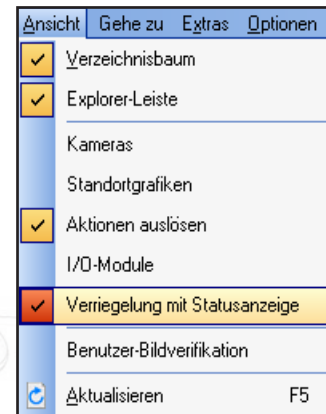 Ansicht Gehe zu Extras Optionen
Verzeichnisbaum
Explorer-Leiste
Kameras
Standortgrafiken
Aktionen auslösen
I/O-Module
Verriegelung mit Statusanzeige
Benutzer-Bildverifikation
Aktualisieren F5